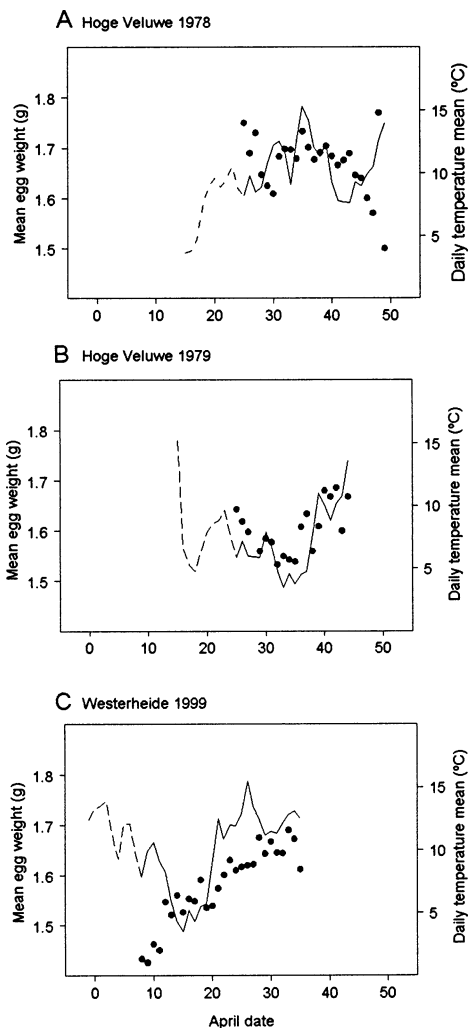 A Hoge Veluwe 1978
Mean egg weight (g)
1.8
1.7
1.6
1.5
15
10
5
Daily temperature mean (ºC)
0 10 20 30 40 50
B Hoge Veluwe 1979
Mean egg weight (g)
1.8
1.7
1.6
1.5
15
10
5
Daily temperature mean (ºC)
0 10 20 30 40 50
C Westerheide 1999
Mean egg weight (g)
1.8
1.7
1.6
1.5
15
10
5
Daily temperature mean (ºC)
0 10 20 30 40 50
April date